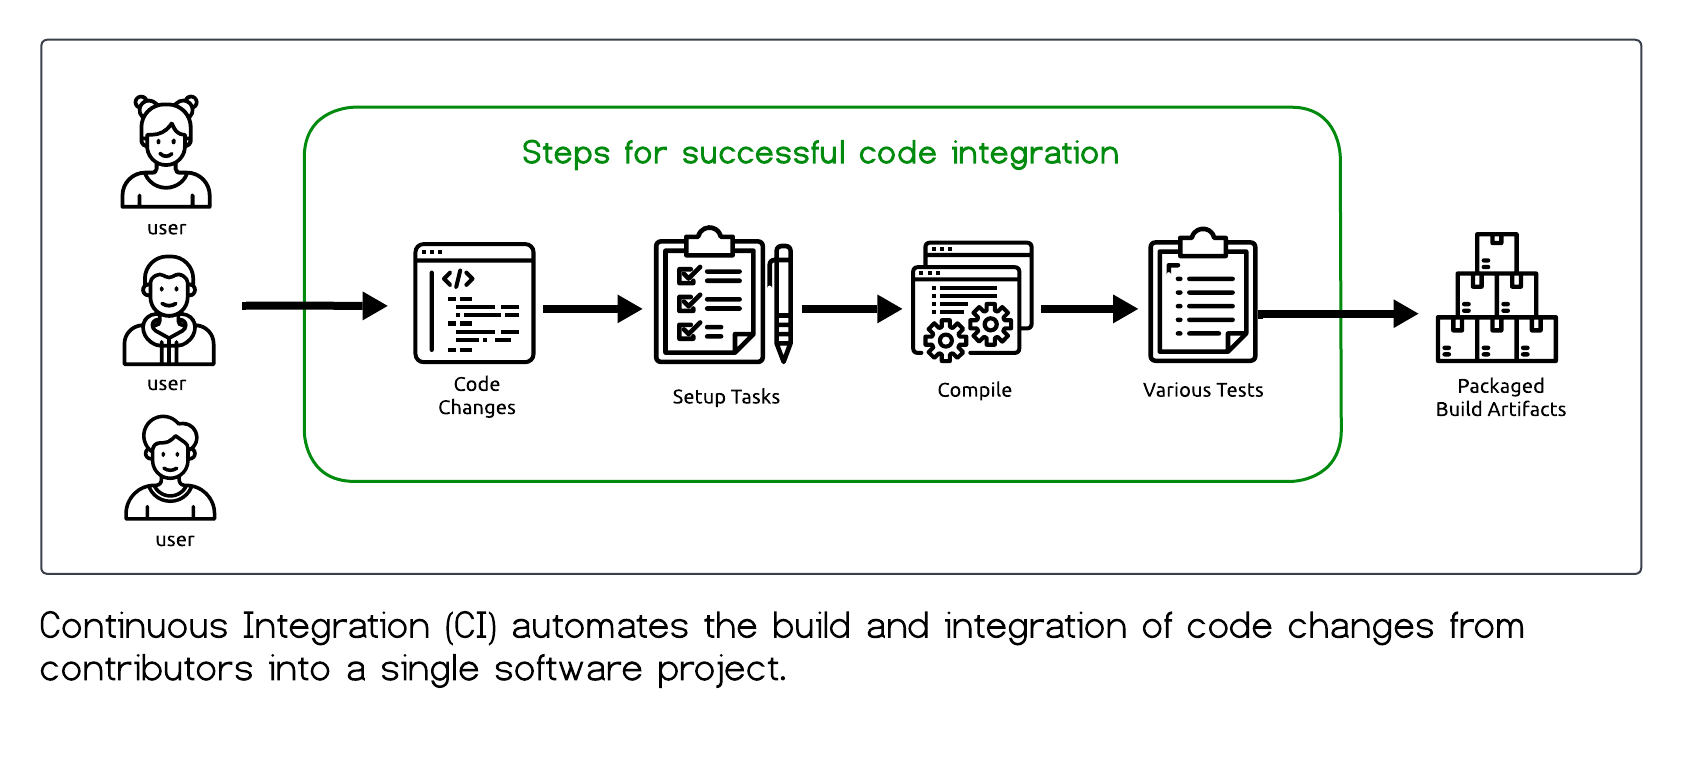 Steps for successful code integration
user
user
user
</>
Code
Changes
Setup Tasks
Compile
Various Tests
Packaged
Build Artifacts
Continuous Integration (CI) automates the build and integration of code changes from
contributors into a single software project.